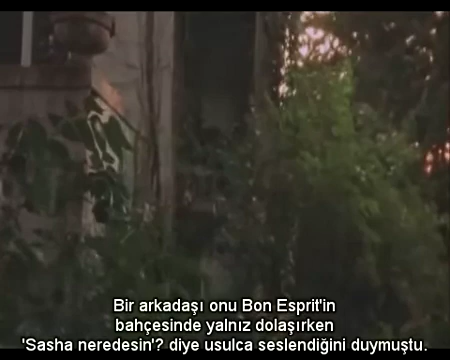 Bir arkadaşı onu Bon Esprit'in
bahçesinde yalnız dolaşırken
'Sasha neredesin'? diye usulca seslendiğini duymuştu.